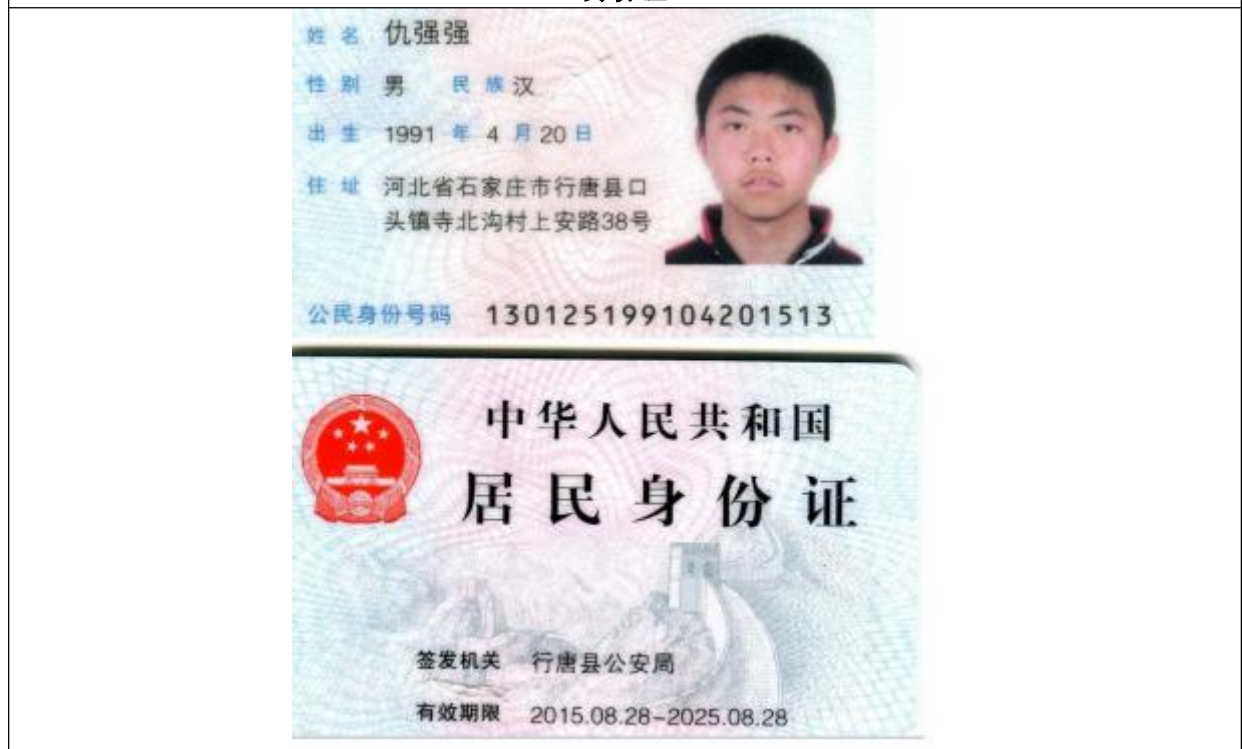 姓名 仇强强
性别 男 民族 汉
出生 1991 年 4 月 20 日
住址 河北省石家庄市行唐县口
头镇寺北沟村上安路38号
公民身份号码 130125199104201513
中华人民共和国
居民身份证
签发机关 行唐县公安局
有效期限 2015.08.28-2025.08.28